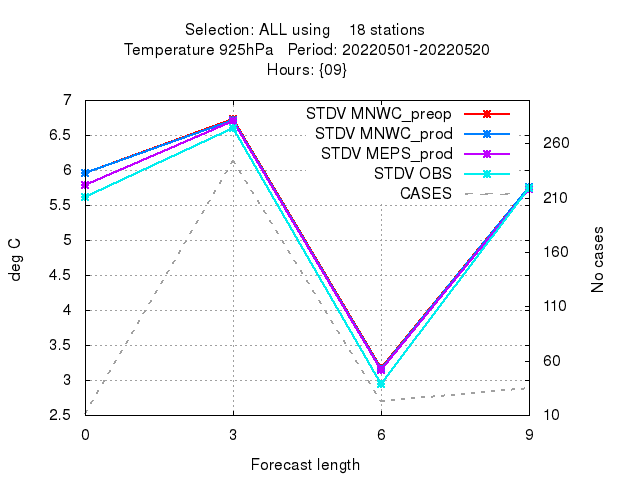 Selection: ALL using 18 stations
Temperature 925hPa Period: 20220501-20220520
Hours: {09}
STDV MNWC_preop
STDV MNWC_prod
STDV MEPS_prod
STDV OBS
CASES
7
6.5
6
5.5
5
4.5
4
3.5
3
2.5
deg C
260
210
160
110
60
10
No cases
0 3 6 9
Forecast length